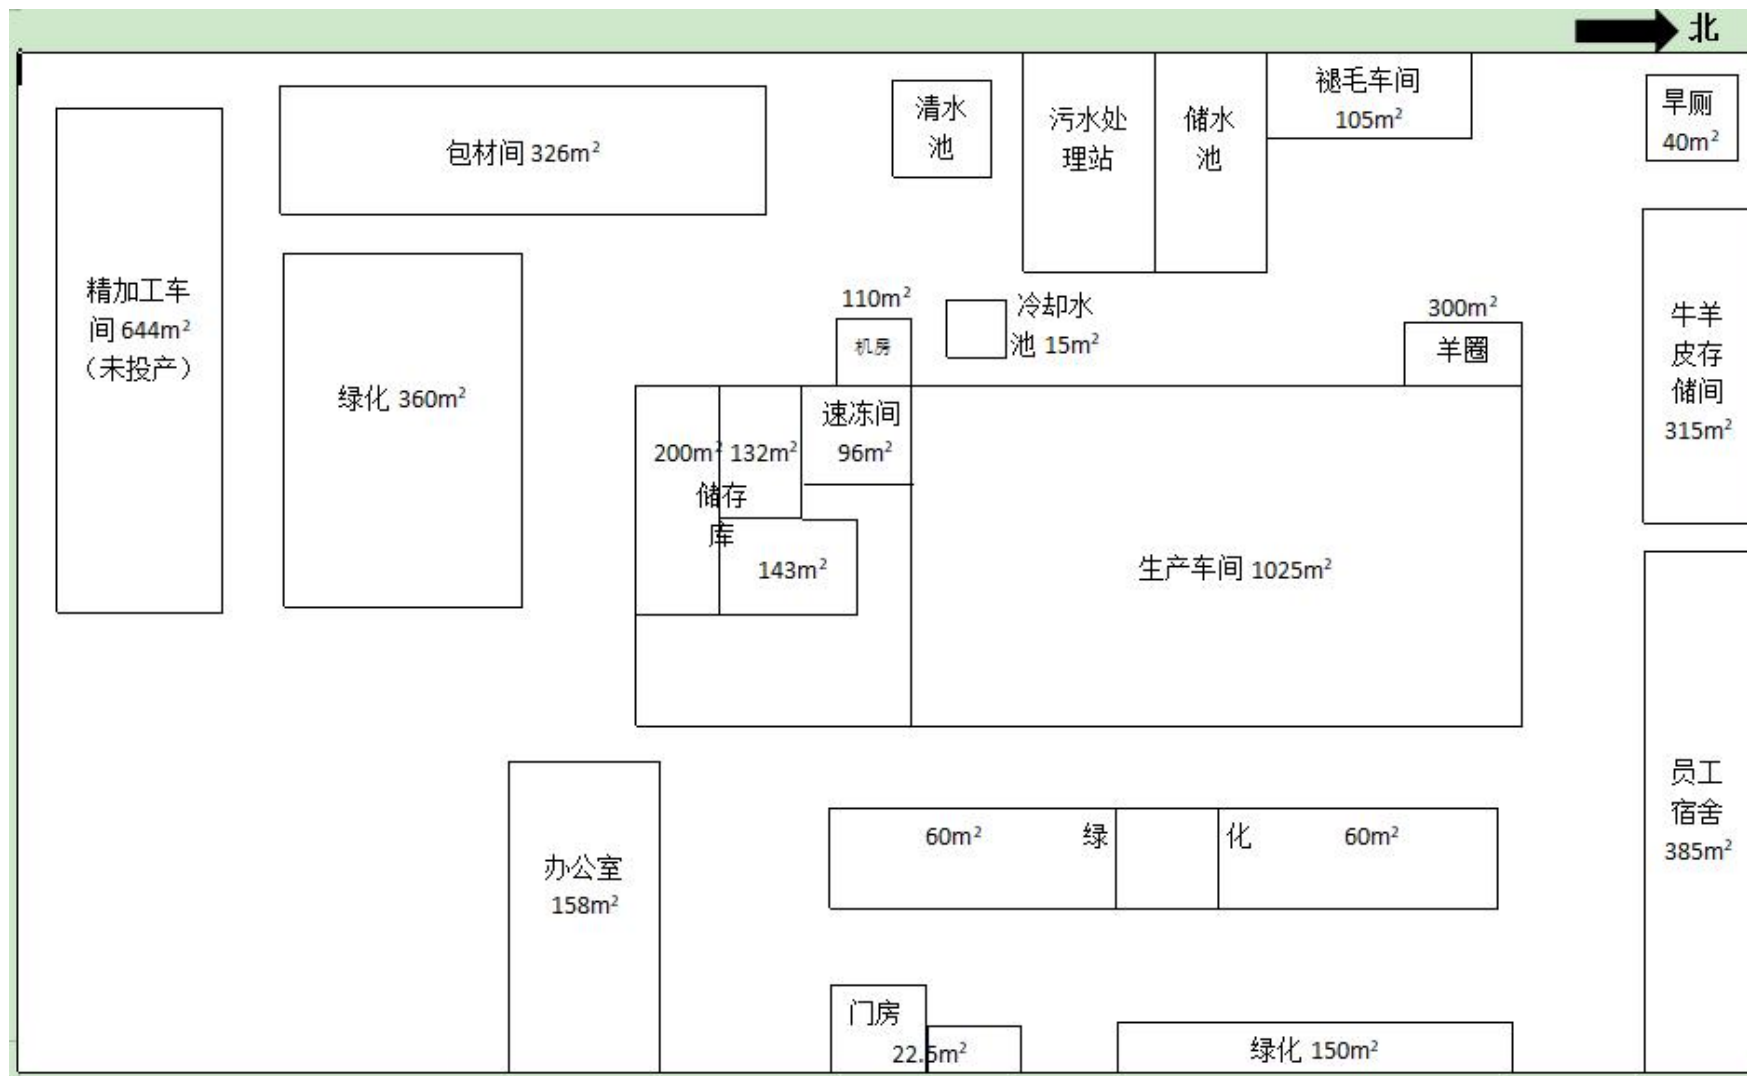 北
褪毛车间
105m²
旱厕
40m²
清水
池
污水处
理站
储水
池
包材间 326m²
精加工车
间 644m²
（未投产）
绿化 360m²
110m²
机房
冷却水
池 15m²
300m²
羊圈
牛羊
皮存
储间
315m²
200m²
132m²
储存
库
143m²
速冻间
96m²
生产车间 1025m²
员工
宿舍
385m²
办公室
158m²
60m² 绿 化 60m²
门房
22.5m²
绿化 150m²